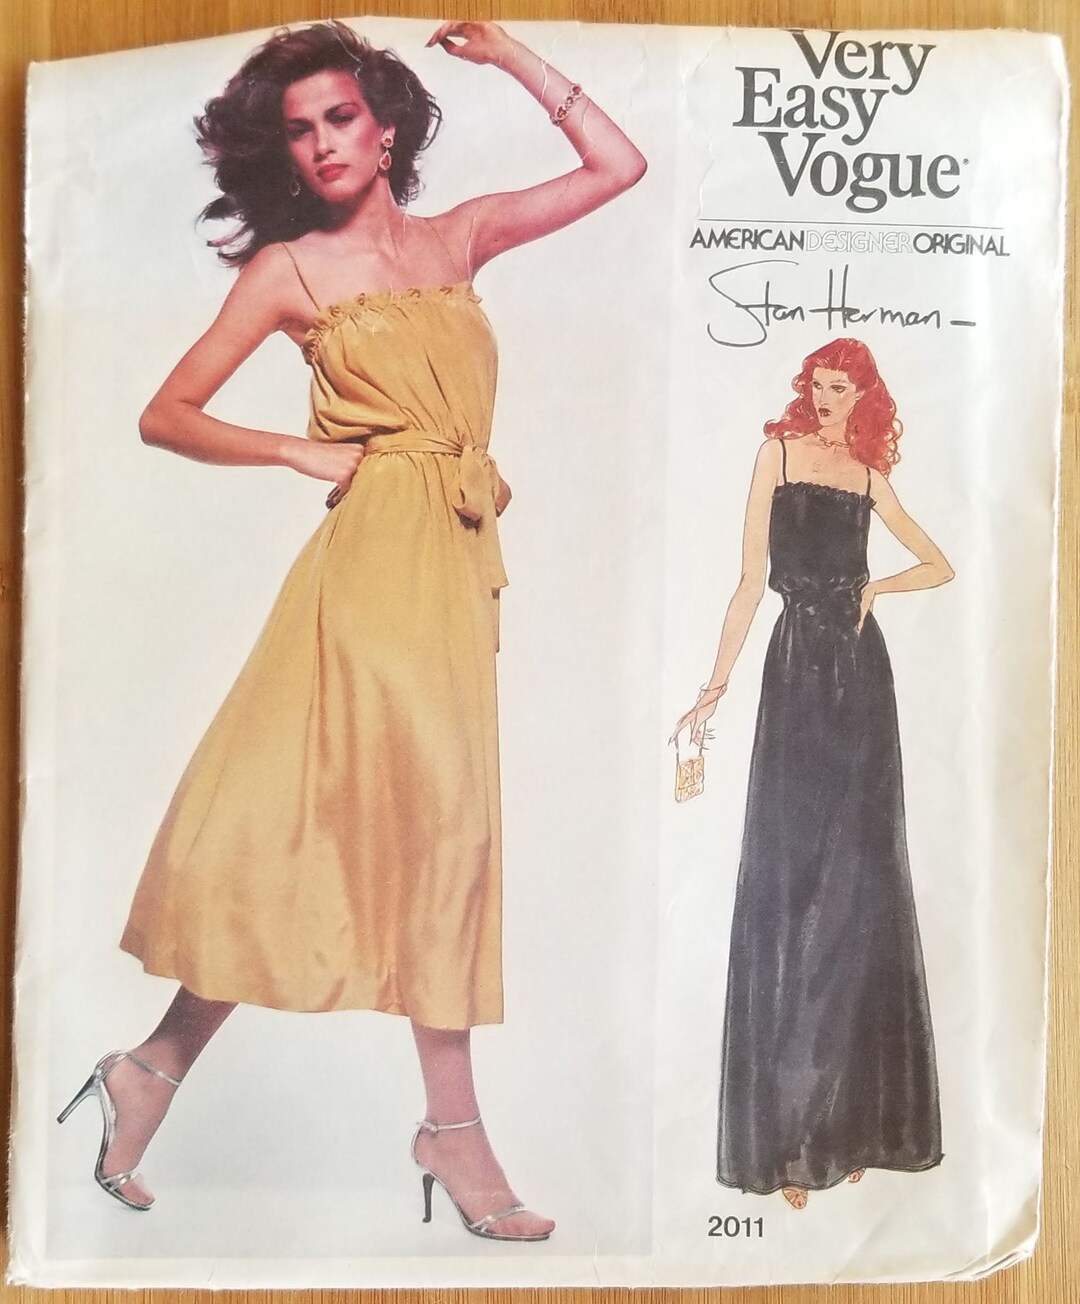 Very
Easy
Vogue®
AMERICAN DESIGNER ORIGINAL
Stan Herman
2011